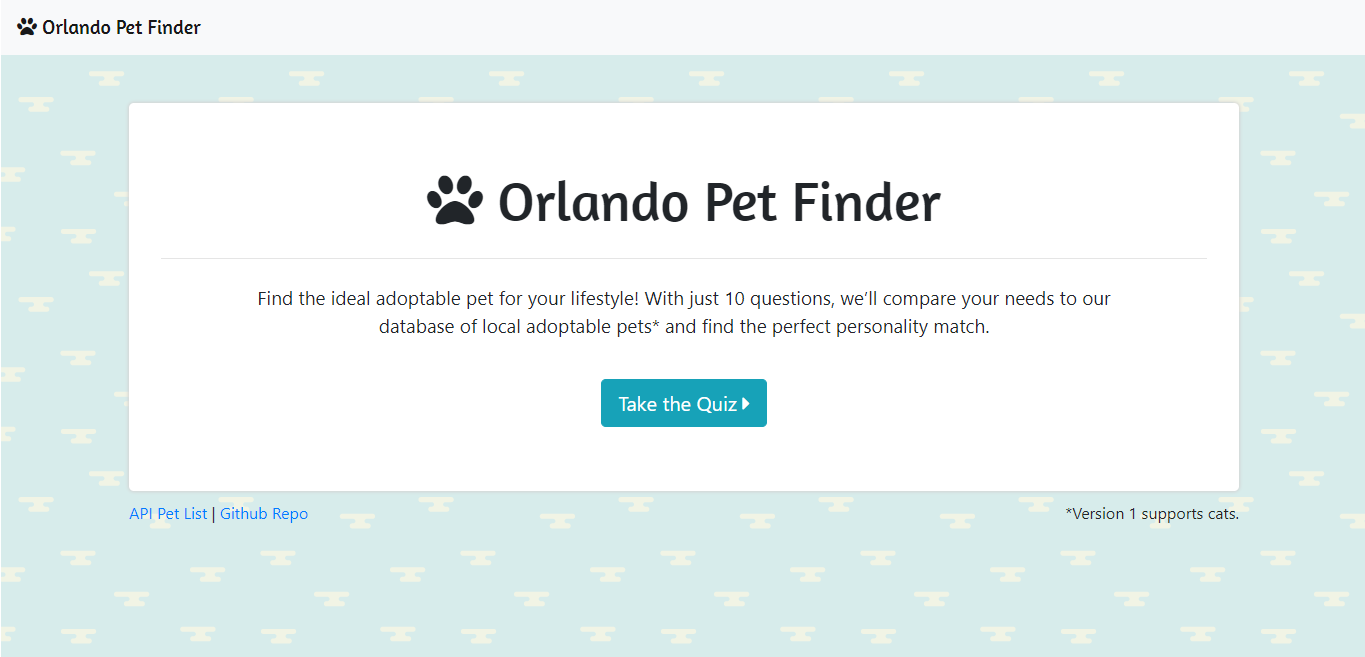 Orlando Pet Finder
Orlando Pet Finder
Find the ideal adoptable pet for your lifestyle! With just 10 questions, we’ll compare your needs to our
database of local adoptable pets* and find the perfect personality match.
Take the Quiz
API Pet List | Github Repo
*Version 1 supports cats.